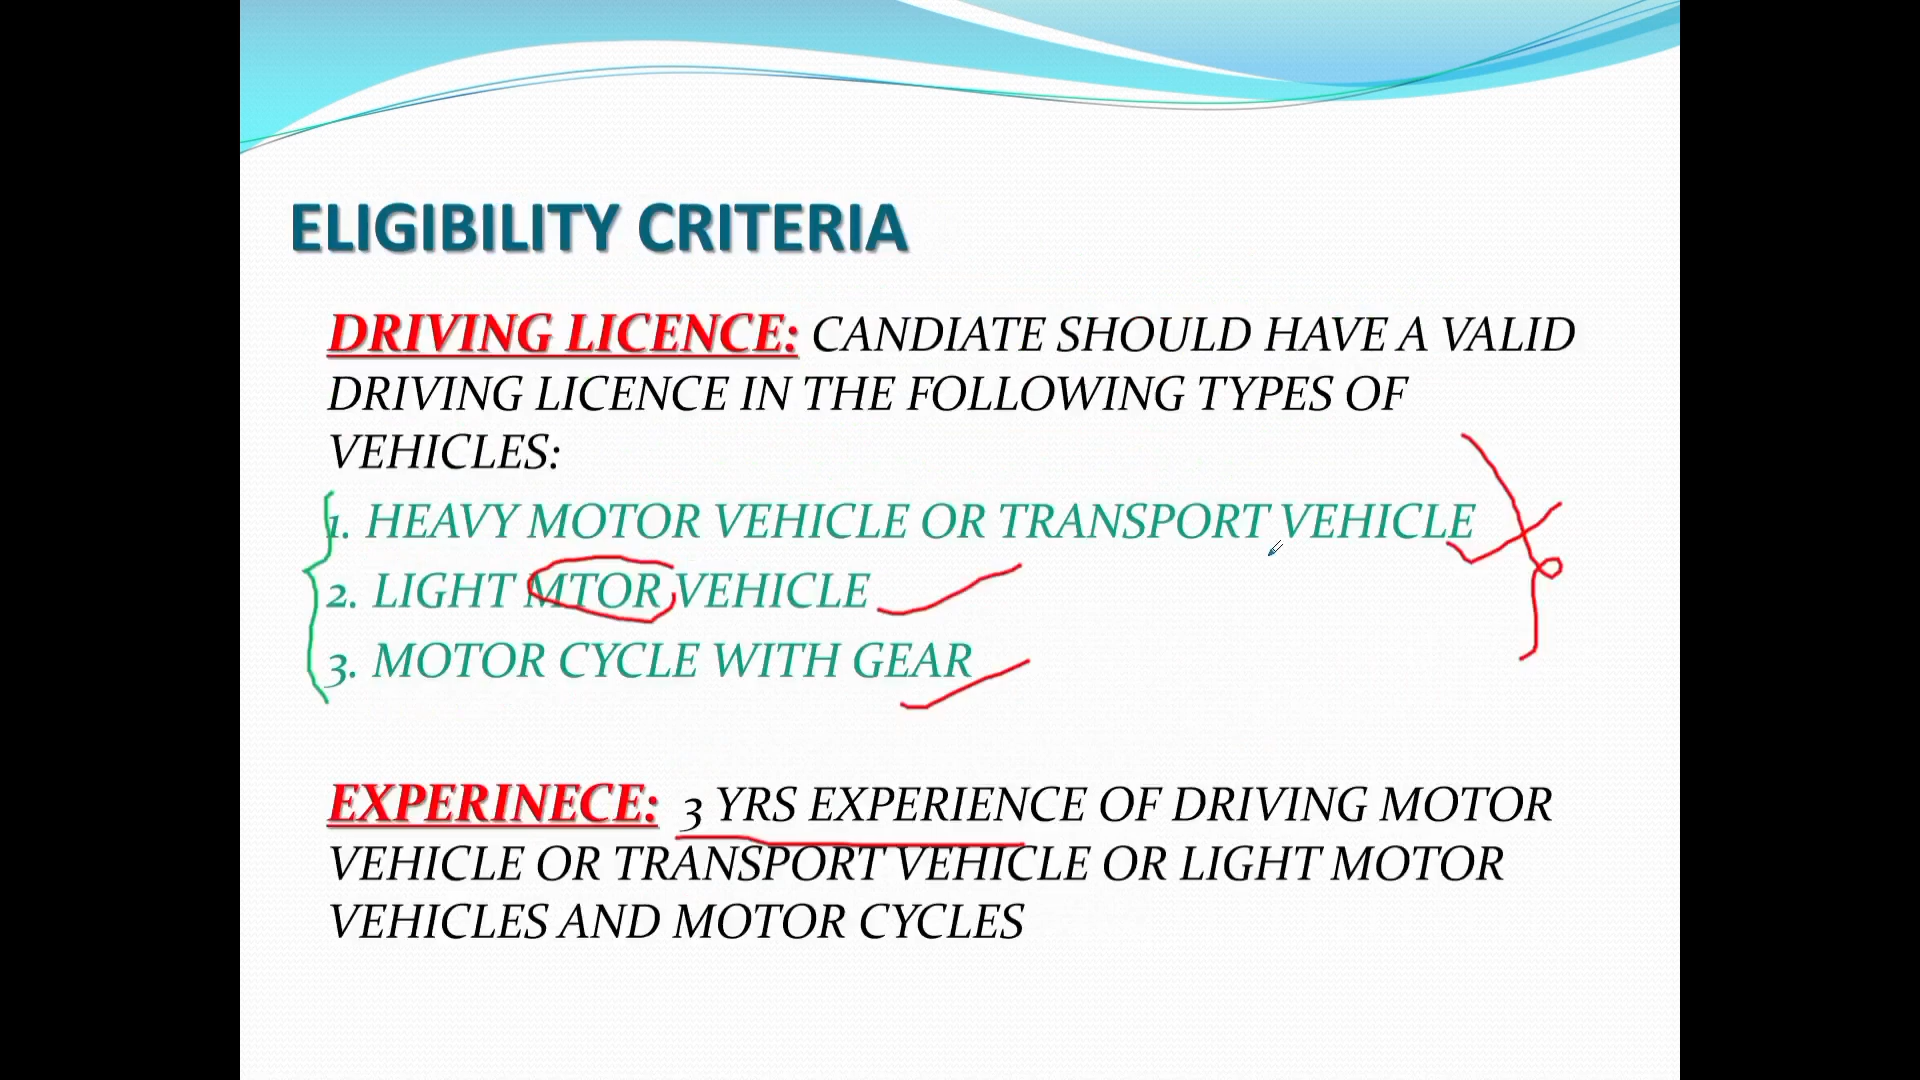 ELIGIBILITY CRITERIA
DRIVING LICENCE: CANDIATE SHOULD HAVE A VALID
DRIVING LICENCE IN THE FOLLOWING TYPES OF
VEHICLES:
1. HEAVY MOTOR VEHICLE OR TRANSPORT VEHICLE
2. LIGHT MTOR VEHICLE
3. MOTOR CYCLE WITH GEAR
EXPERINECE: 3 YRS EXPERIENCE OF DRIVING MOTOR
VEHICLE OR TRANSPORT VEHICLE OR LIGHT MOTOR
VEHICLES AND MOTOR CYCLES